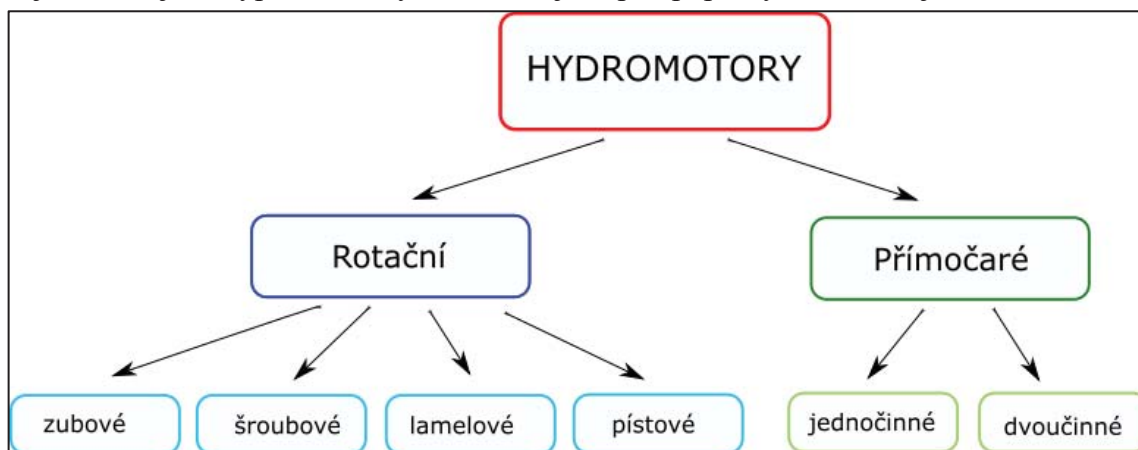 HYDROMOTORY
Rotační
Přímočaré
zubové
šroubové
lamelové
pístové
jednočinné
dvoučinné